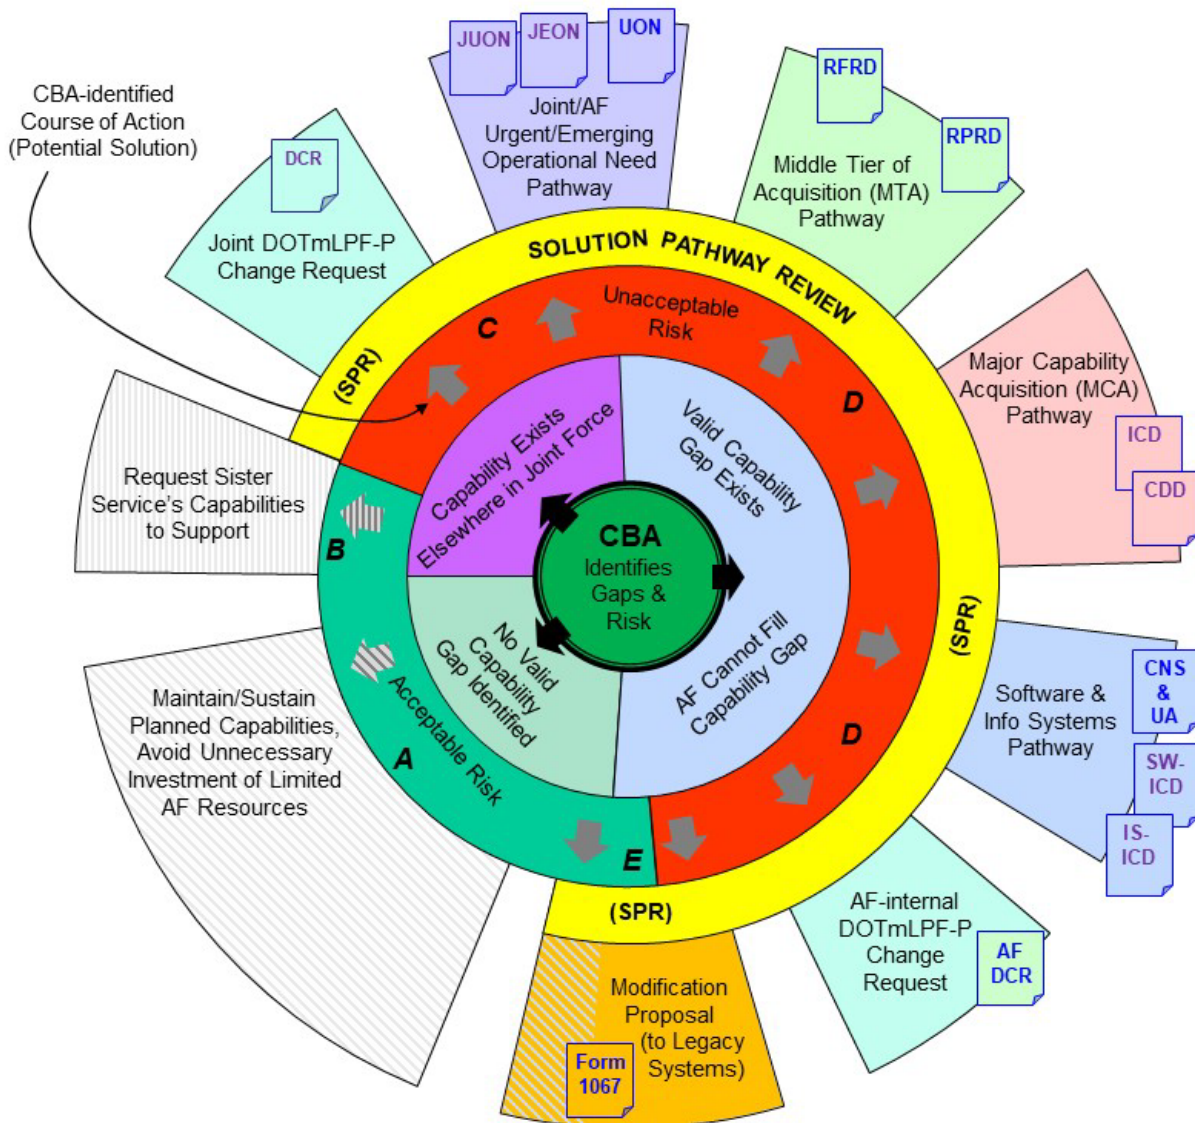 CBA-identified
Course of Action
(Potential Solution)
DCR
Joint DOTmLPF-P
Change Request
JUON
JEON
UON
Joint/AF
Urgent/Emerging
Operational Need
Pathway
RFRD
RPRD
Middle Tier of
Acquisition (MTA)
Pathway
Major Capability
Acquisition (MCA)
Pathway
ICD
CDD
Software &
Info Systems
Pathway
CNS
&
UA
SW-
ICD
IS-
ICD
AF-internal
DOTmLPF-P
Change
Request
AF
DCR
Modification
Proposal
(to Legacy
Systems)
Form
1067
Maintain/Sustain
Planned Capabilities,
Avoid Unnecessary
Investment of Limited
AF Resources
Request Sister
Service's Capabilities
to Support
SOLUTION PATHWAY REVIEW
(SPR)
(SPR)
(SPR)
Unacceptable
Risk
C
D
D
E
A
B
Acceptable Risk
Capability Exists
Elsewhere in Joint Force
Valid Capability
Gap Exists
AF Cannot Fill
Capability Gap
No Valid
Capability
Gap Identified
CBA
Identifies
Gaps &
Risk